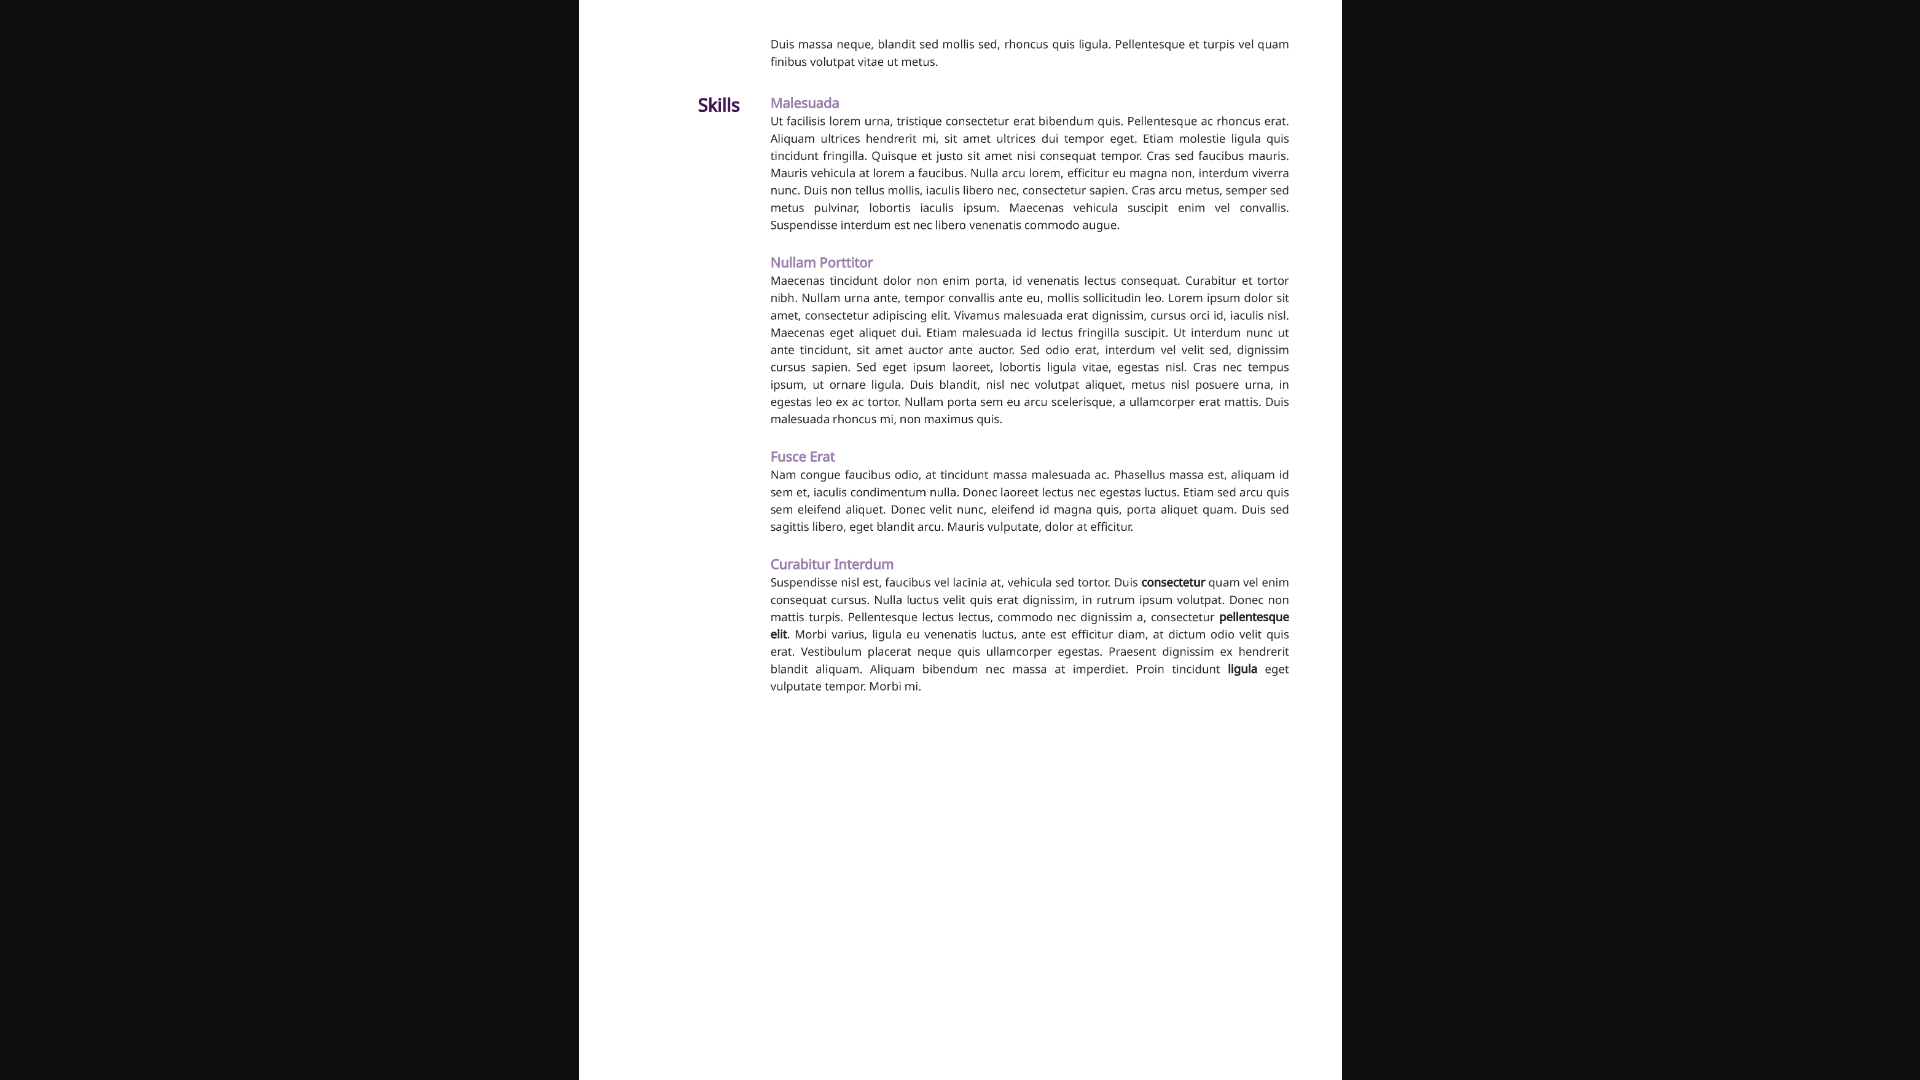 Duis massa neque, blandit sed mollis sed, rhoncus quis ligula. Pellentesque et turpis vel quam
finibus volutpat vitae ut metus.
Skills
Malesuada
Ut facilisis lorem urna, tristique consectetur erat bibendum quis. Pellentesque ac rhoncus erat.
Aliquam ultrices hendrerit mi, sit amet ultrices dui tempor eget. Etiam molestie ligula quis
tincidunt fringilla. Quisque et justo sit amet nisi consequat tempor. Cras sed faucibus mauris.
Mauris vehicula at lorem a faucibus. Nulla arcu lorem, efficitur eu magna non, interdum viverra
nunc. Duis non tellus mollis, iaculis libero nec, consectetur sapien. Cras arcu metus, semper sed
metus pulvinar, lobortis iaculis ipsum. Maecenas vehicula suscipit enim vel convallis.
Suspendisse interdum est nec libero venenatis commodo augue.
Nullam Porttitor
Maecenas tincidunt dolor non enim porta, id venenatis lectus consequat. Curabitur et tortor
nibh. Nullam urna ante, tempor convallis ante eu, mollis sollicitudin leo. Lorem ipsum dolor sit
amet, consectetur adipiscing elit. Vivamus malesuada erat dignissim, cursus orci id, iaculis nisl.
Maecenas eget aliquet dui. Etiam malesuada id lectus fringilla suscipit. Ut interdum nunc ut
ante tincidunt, sit amet auctor ante auctor. Sed odio erat, interdum vel velit sed, dignissim
cursus sapien. Sed eget ipsum laoreet, lobortis ligula vitae, egestas nisl. Cras nec tempus
ipsum, ut ornare ligula. Duis blandit, nisl nec volutpat aliquet, metus nisl posuere urna, in
egestas leo ex ac tortor. Nullam porta sem eu arcu scelerisque, a ullamcorper erat mattis. Duis
malesuada rhoncus mi, non maximus quis.
Fusce Erat
Nam congue faucibus odio, at tincidunt massa malesuada ac. Phasellus massa est, aliquam id
sem et, iaculis condimentum nulla. Donec laoreet lectus nec egestas luctus. Etiam sed arcu quis
sem eleifend aliquet. Donec velit nunc, eleifend id magna quis, porta aliquet quam. Duis sed
sagittis libero, eget blandit arcu. Mauris vulputate, dolor at efficitur.
Curabitur Interdum
Suspendisse nisl est, faucibus vel lacinia at, vehicula sed tortor. Duis consectetur quam vel enim
consequat cursus. Nulla luctus velit quis erat dignissim, in rutrum ipsum volutpat. Donec non
mattis turpis. Pellentesque lectus lectus, commodo nec dignissim a, consectetur pellentesque
elit. Morbi varius, ligula eu venenatis luctus, ante est efficitur diam, at dictum odio velit quis
erat. Vestibulum placerat neque quis ullamcorper egestas. Praesent dignissim ex hendrerit
blandit aliquam. Aliquam bibendum nec massa at imperdiet. Proin tincidunt ligula eget
vulputate tempor. Morbi mi.